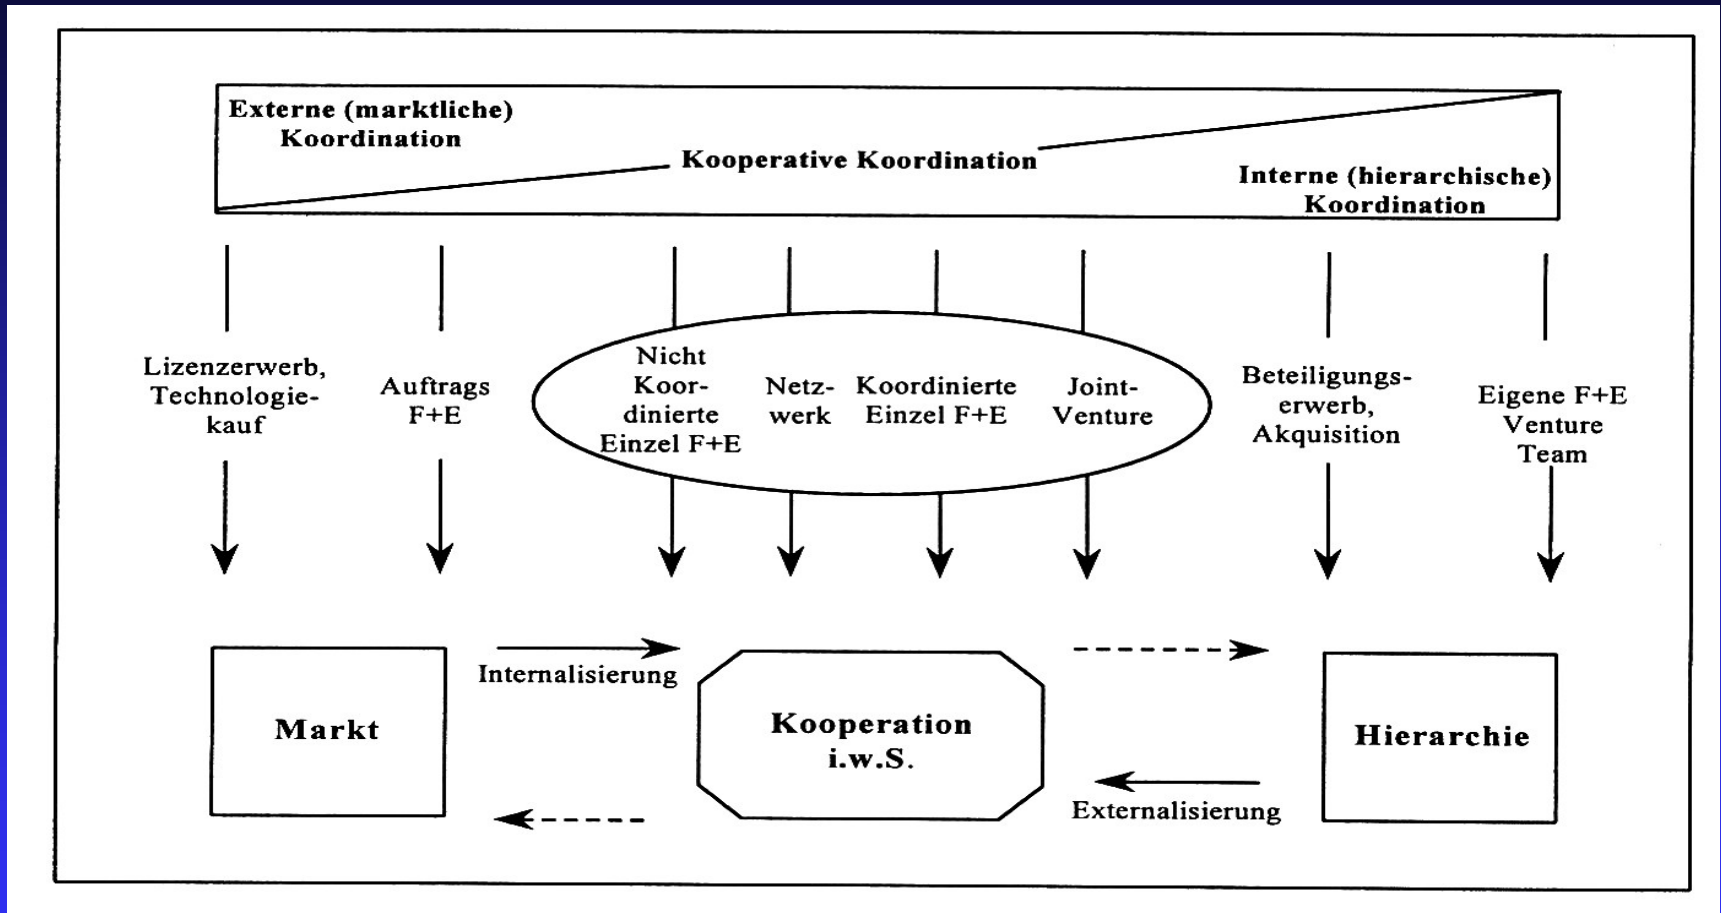 Externe (marktliche)
Koordination
Kooperative Koordination
Interne (hierarchische)
Koordination
Lizenzerwerb,
Technologie-
kauf
Auftrags
F+E
Nicht
Koor-
dinierte
Einzel F+E
Netz-
werk
Koordinierte
Einzel F+E
Joint-
Venture
Beteiligungs-
erwerb,
Akquisition
Eigene F+E
Venture
Team
Internalisierung
Markt
Kooperation
i.w.S.
Hierarchie
Externalisierung